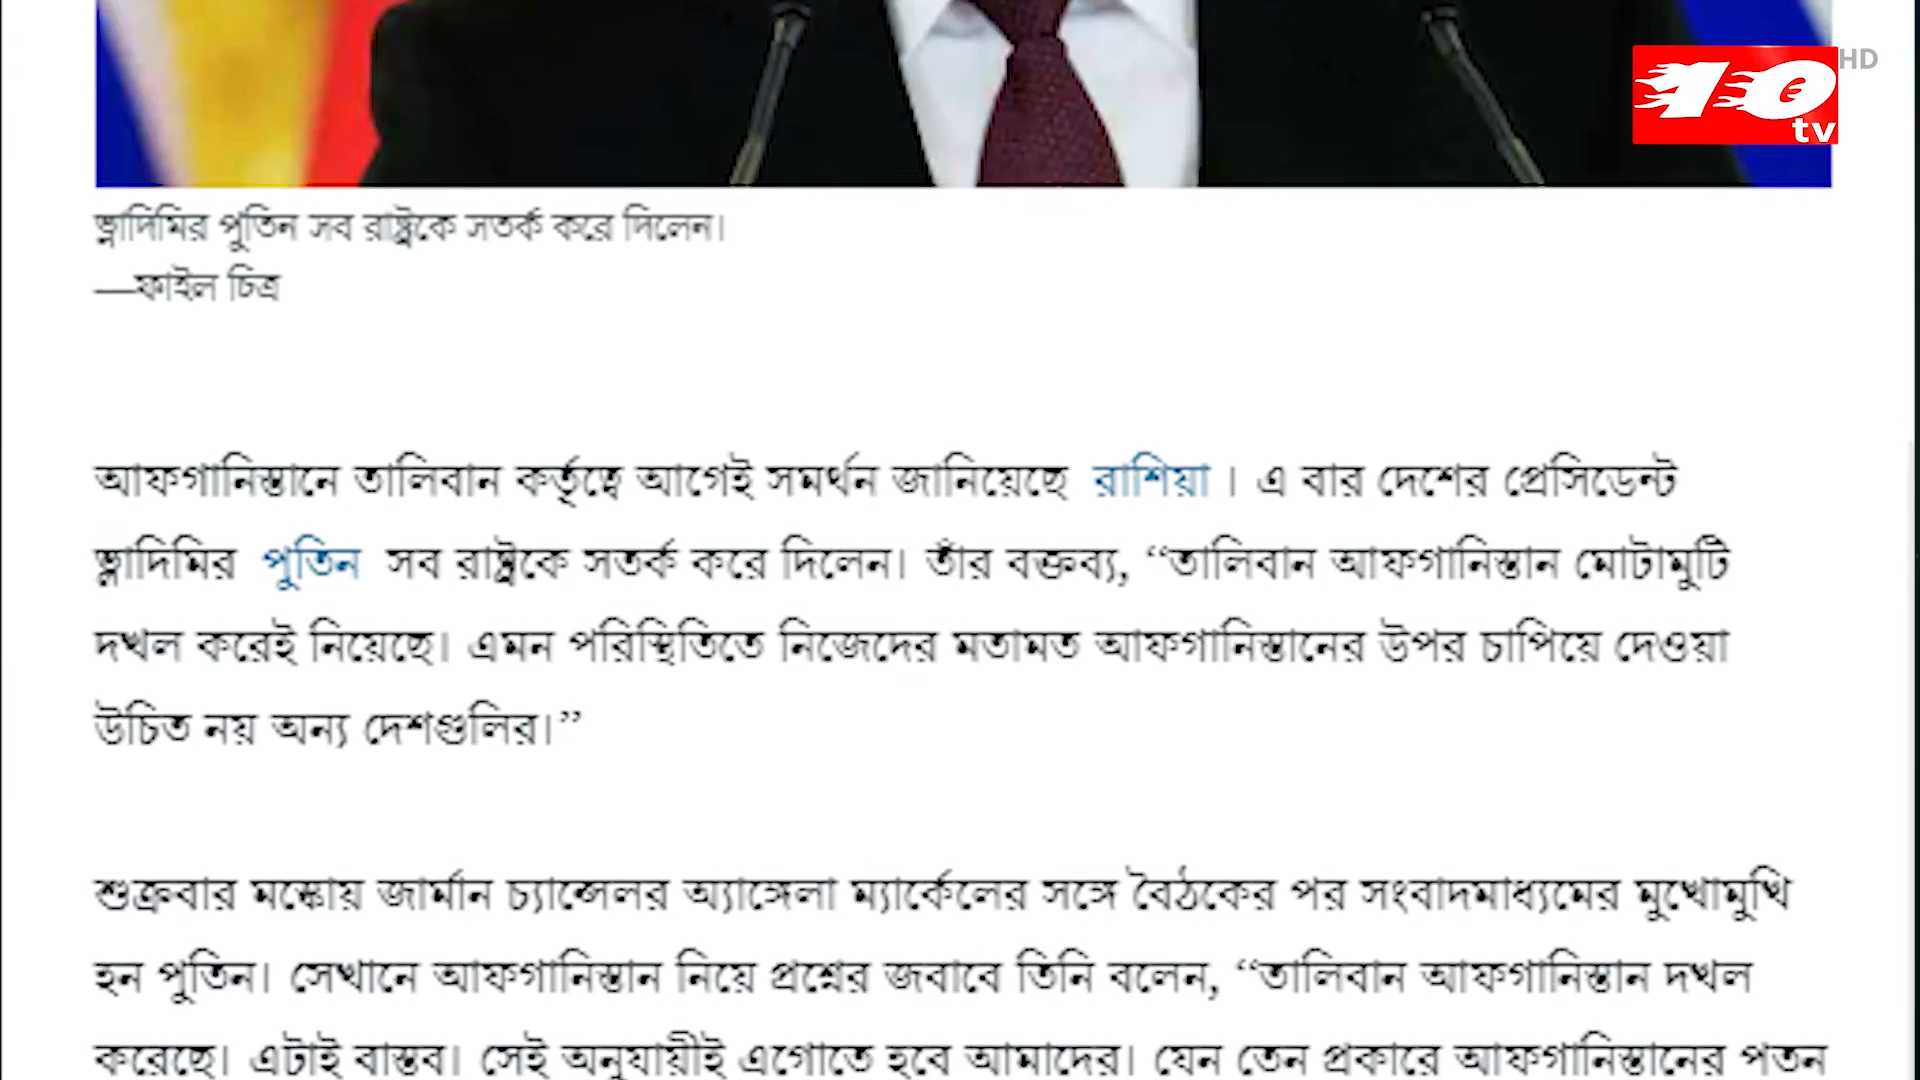 10 HD
tv
ভ্লাদিমির পুতিন সব রাষ্ট্রকে সতর্ক করে দিলেন।
—ফাইল চিত্র
আফগানিস্তানে তালিবান কর্তৃত্বে আগেই সমর্থন জানিয়েছে রাশিয়া । এ বার দেশের প্রেসিডেন্ট
ভ্লাদিমির পুতিন সব রাষ্ট্রকে সতর্ক করে দিলেন। তাঁর বক্তব্য, ‘‘তালিবান আফগানিস্তান মোটামুটি
দখল করেই নিয়েছে। এমন পরিস্থিতিতে নিজেদের মতামত আফগানিস্তানের উপর চাপিয়ে দেওয়া
উচিত নয় অন্য দেশগুলির।’’
শুক্রবার মস্কোয় জার্মান চ্যান্সেলর অ্যাঙ্গেলা ম্যার্কেলের সঙ্গে বৈঠকের পর সংবাদমাধ্যমের মুখোমুখি
হন পুতিন। সেখানে আফগানিস্তান নিয়ে প্রশ্নের জবাবে তিনি বলেন, ‘‘তালিবান আফগানিস্তান দখল
করেছে। এটাই বাস্তব। সেই অনুযায়ীই এগোতে হবে আমাদের। যেন তেন প্রকারে আফগানিস্তানের পতন